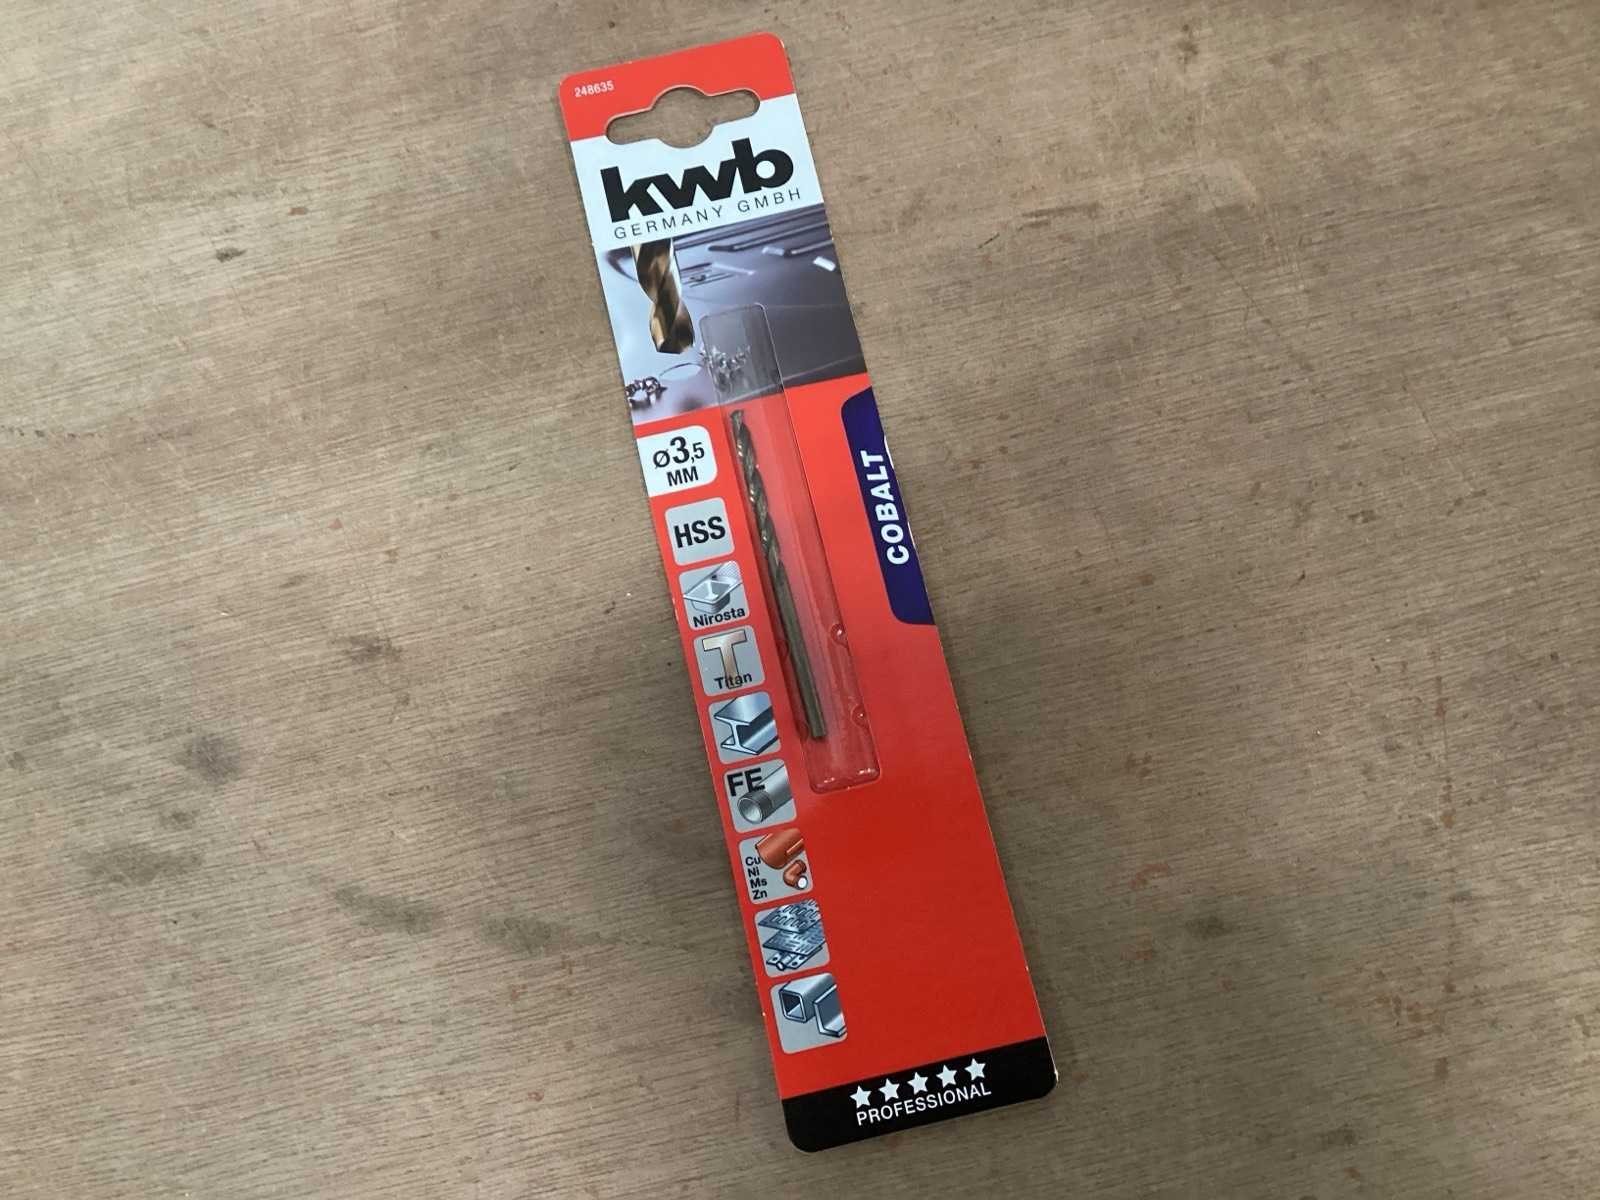 248635
kwb
GERMANY GMBH
ø3,5
MM
HSS
COBALT
Nirosta
T
Titan
FE
Cu
Ni
Ms
Zn
PROFESSIONAL